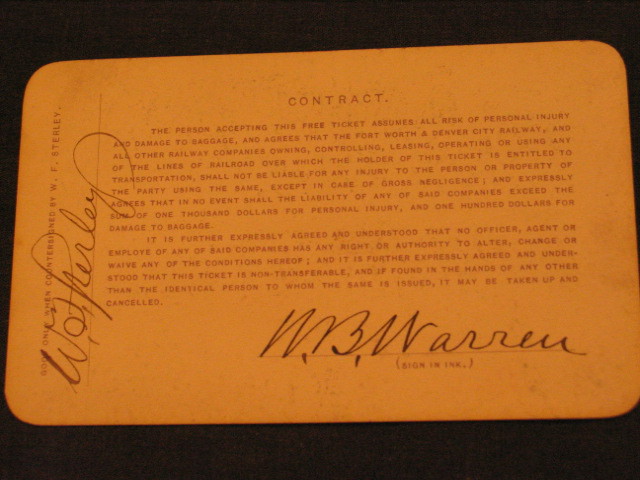 CONTRACT.
THE PERSON ACCEPTING THIS FREE TICKET ASSUMES ALL RISK OF PERSONAL INJURY
AND DAMAGE TO BAGGAGE, AND AGREES THAT THE FORT WORTH & DENVER CITY RAILWAY, AND
ALL OTHER RAILWAY COMPANIES OWNING, CONTROLLING, LEASING, OPERATING OR USING ANY
OF THE LINES OF RAILROAD OVER WHICH THE HOLDER OF THIS TICKET IS ENTITLED TO
TRANSPORTATION, SHALL NOT BE LIABLE FOR ANY INJURY TO THE PERSON OR PROPERTY OF
THE PARTY USING THE SAME, EXCEPT IN CASE OF GROSS NEGLIGENCE; AND EXPRESSLY
AGREES THAT IN NO EVENT SHALL THE LIABILITY OF ANY OF SAID COMPANIES EXCEED THE
SUM OF ONE THOUSAND DOLLARS FOR PERSONAL INJURY, AND ONE HUNDRED DOLLARS FOR
DAMAGE TO BAGGAGE.
IT IS FURTHER EXPRESSLY AGREED AND UNDERSTOOD THAT NO OFFICER, AGENT OR
EMPLOYE OF ANY OF SAID COMPANIES HAS ANY RIGHT OR AUTHORITY TO ALTER, CHANGE OR
WAIVE ANY OF THE CONDITIONS HEREOF; AND IT IS FURTHER EXPRESSLY AGREED AND UNDER-
STOOD THAT THIS TICKET IS NON-TRANSFERABLE, AND IF FOUND IN THE HANDS OF ANY OTHER
THAN THE IDENTICAL PERSON TO WHOM THE SAME IS ISSUED, IT MAY BE TAKEN UP AND
CANCELLED.
W. B. Warren
(SIGN IN INK.)
GOOD ONLY WHEN COUNTERSIGNED BY W. F. STERLEY.
W. F. Sterley